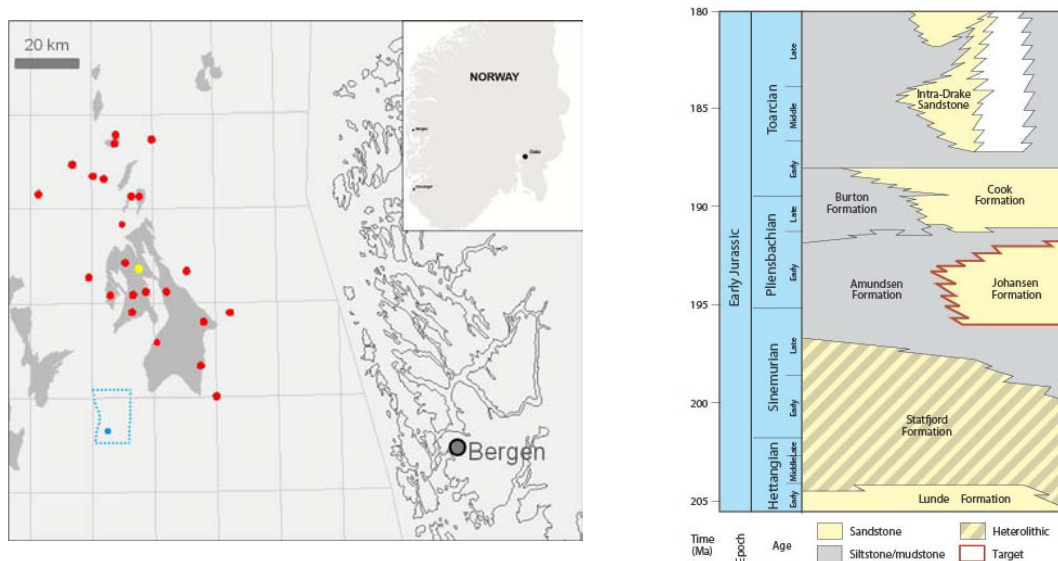 20 km
NORWAY
Bergen
Oslo
Stavanger
Bergen
180
185
190
195
200
205
Early Jurassic
Toarcian
Late
Middle
Early
Pliensbachian
Late
Early
Sinemurian
Late
Early
Hettangian
Late
Middle
Early
Intra-Drake
Sandstone
Burton
Formation
Cook
Formation
Amundsen
Formation
Johansen
Formation
Statfjord
Formation
Lunde Formation
Time
(Ma)
Epoch
Age
Sandstone
Heterolithic
Siltstone/mudstone
Target